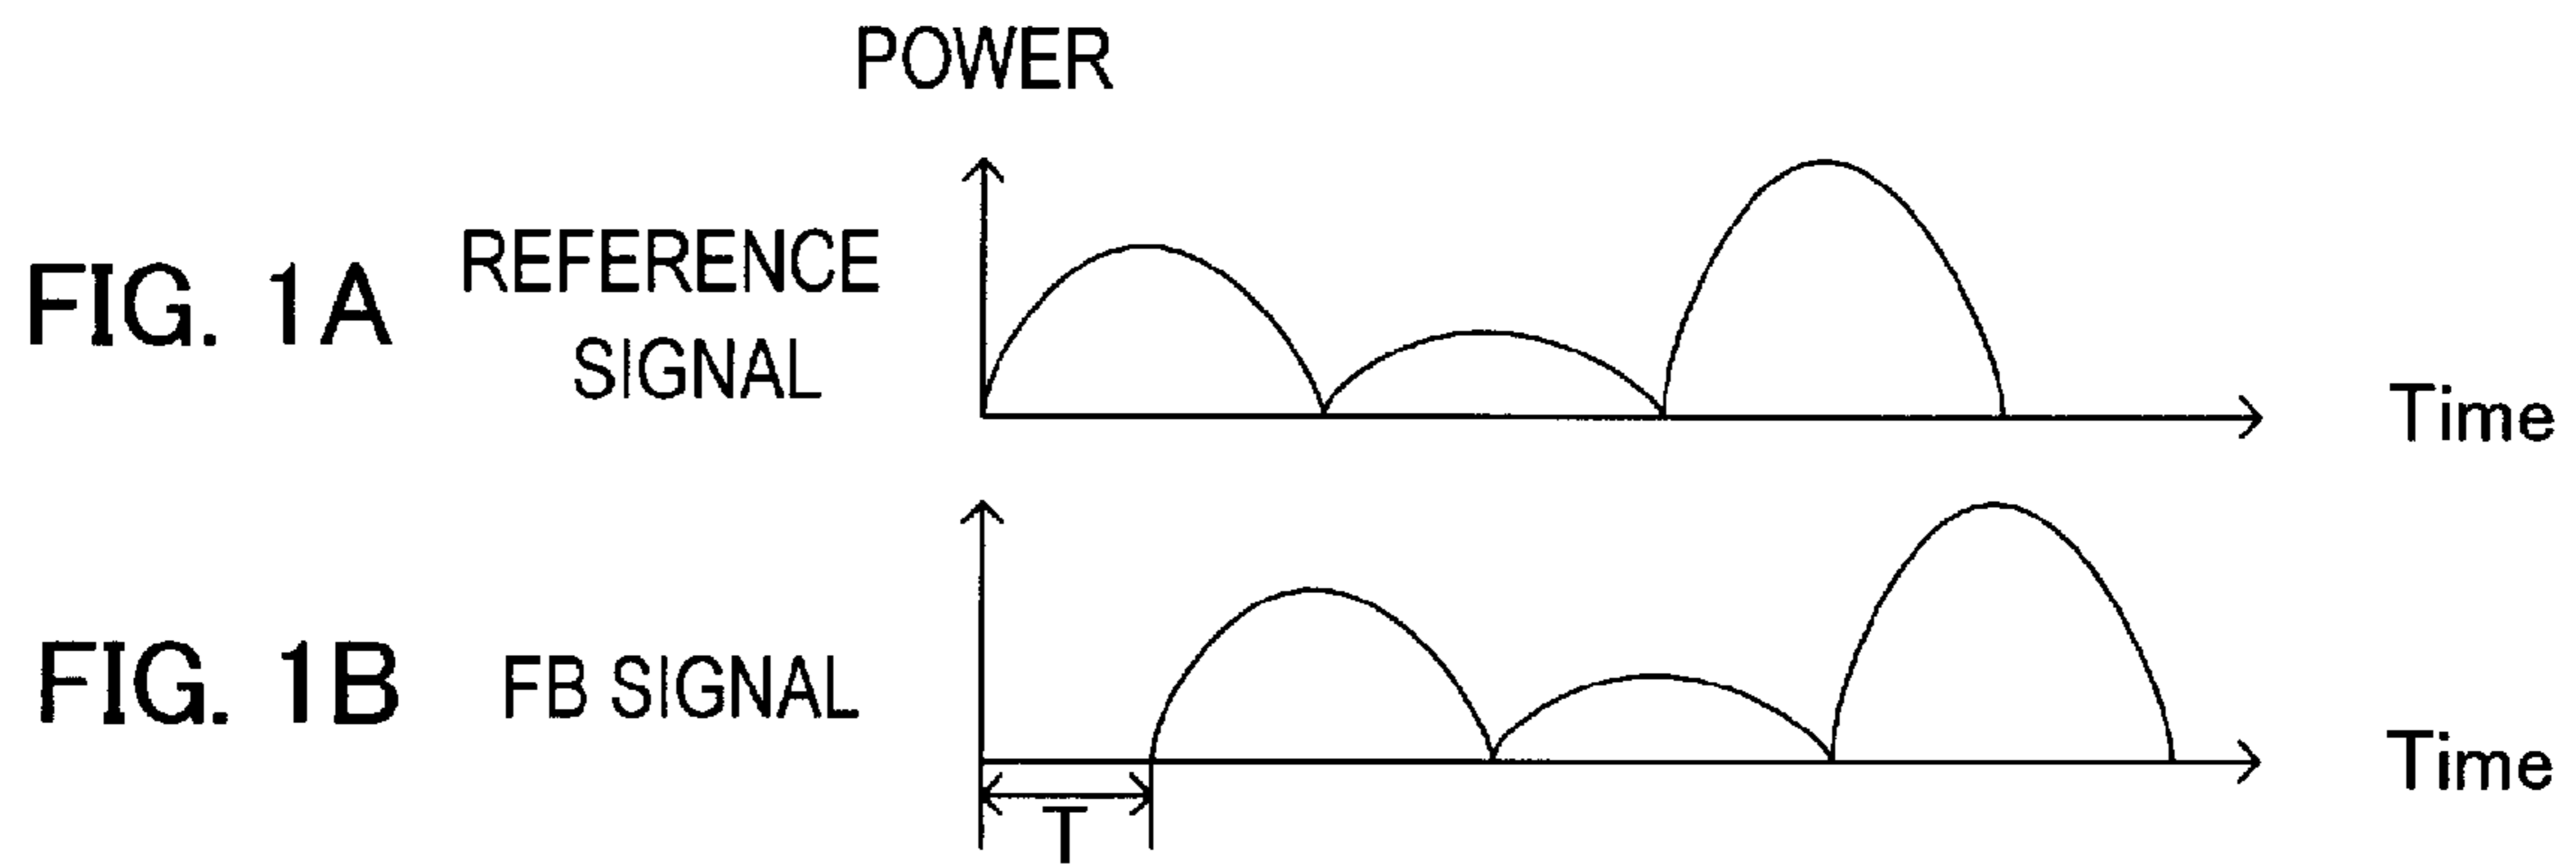 POWER
FIG. 1A
REFERENCE
SIGNAL
Time
FIG. 1B
FB SIGNAL
Time
T